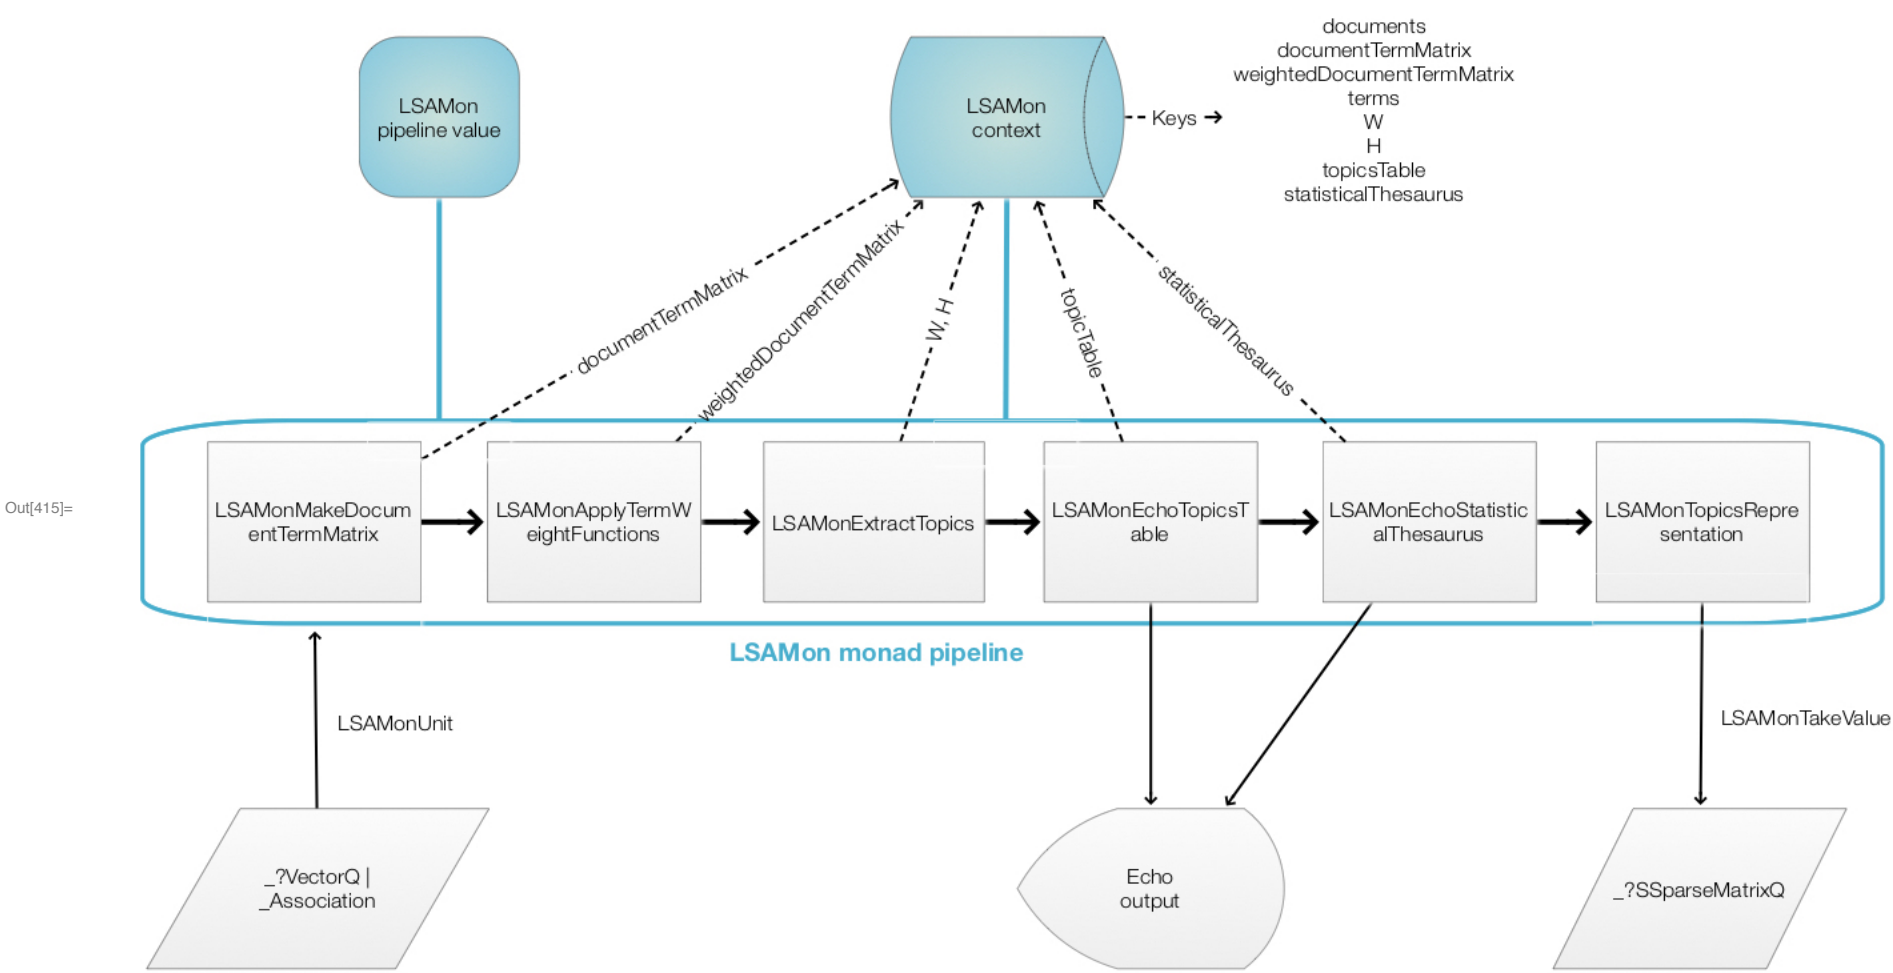 LSAMon
pipeline value
LSAMon
context
Keys
documents
documentTermMatrix
weightedDocumentTermMatrix
terms
W
H
topicsTable
statisticalThesaurus
documentTermMatrix
weightedDocumentTermMatrix
W, H
topicTable
statisticalThesaurus
Out[415]=
LSAMonMakeDocum
entTermMatrix
LSAMonApplyTermW
eightFunctions
LSAMonExtractTopics
LSAMonEchoTopicsT
able
LSAMonEchoStatistic
alThesaurus
LSAMonTopicsRepre
sentation
LSAMon monad pipeline
LSAMonUnit
LSAMonTakeValue
_?VectorQ |
_Association
Echo
output
_?SSparseMatrixQ